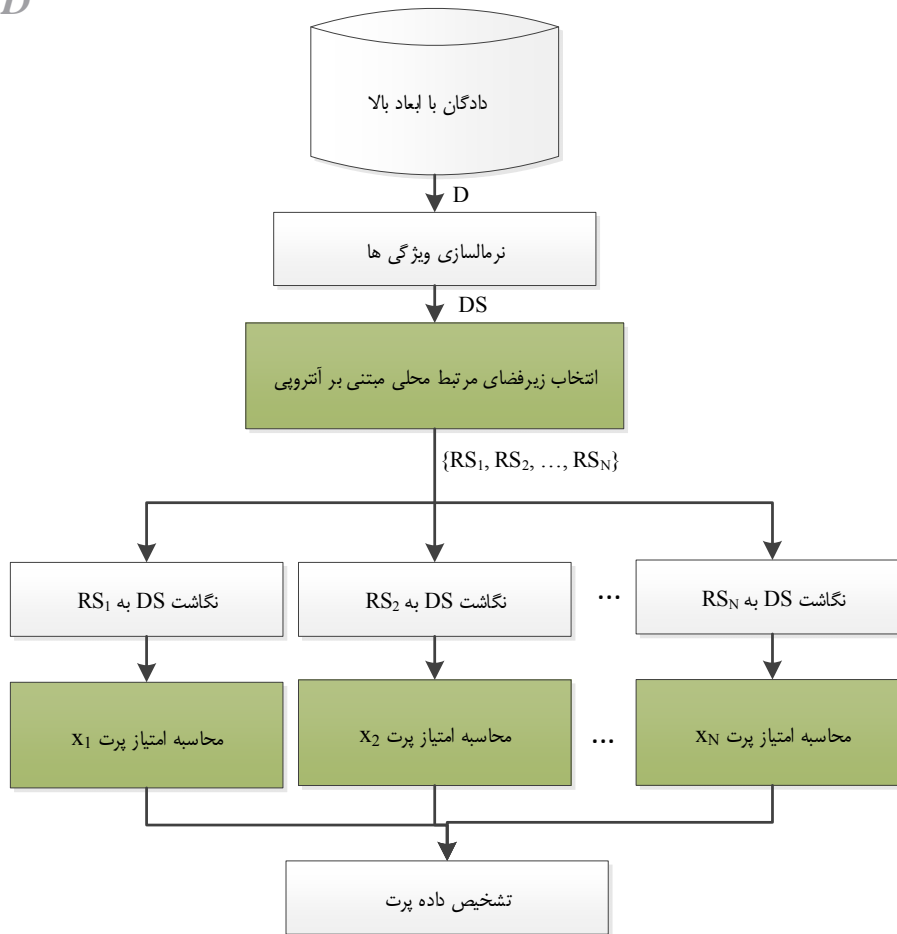 D
دادگان با ابعاد بالا
D
نرمالسازی ویژگی ها
DS
انتخاب زیرفضای مرتبط محلی مبتنی بر آنتروپی
{RS1, RS2, …, RSN}
نگاشت DS به RS1
نگاشت DS به RS2
...
نگاشت DS به RSN
محاسبه امتیاز پرت x1
محاسبه امتیاز پرت x2
...
محاسبه امتیاز پرت xN
تشخیص داده پرت